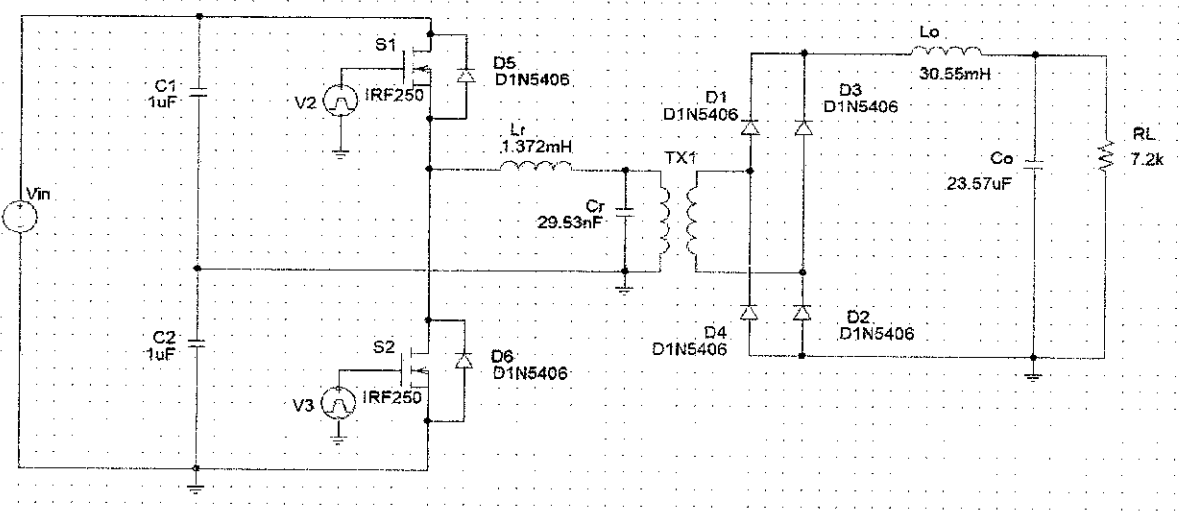 Vin
C1
1uF
C2
1uF
S1
V2
IRF250
D5
D1N5406
Lr
1.372mH
Cr
29.53nF
TX1
S2
V3
IRF250
D6
D1N5406
D1
D1N5406
D3
D1N5406
D4
D1N5406
D2
D1N5406
Lo
30.55mH
Co
23.57uF
RL
7.2k